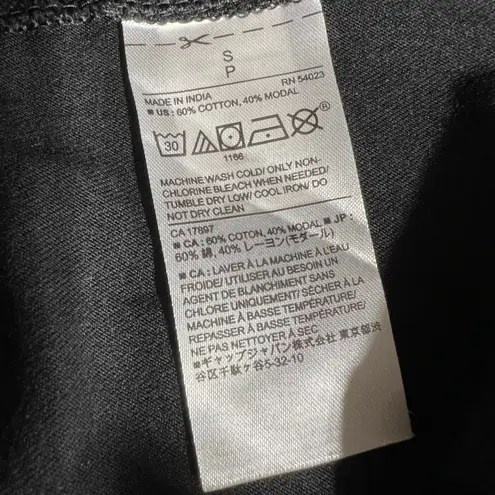 S
P
RN 54023
MADE IN INDIA
■ US : 60% COTTON, 40% MODAL
30
®
1166
MACHINE WASH COLD/ ONLY NON-
CHLORINE BLEACH WHEN NEEDED/
TUMBLE DRY LOW/ COOL IRON/ DO
NOT DRY CLEAN
CA 17897
■ CA : 60% COTON, 40% MODAL ■ JP :
60% 綿, 40% レーヨン(モダール)
■ CA : LAVER À LA MACHINE À L'EAU
FROIDE/ UTILISER AU BESOIN UN
AGENT DE BLANCHIMENT SANS
CHLORE UNIQUEMENT/ SÉCHER À LA
MACHINE À BASSE TEMPÉRATURE/
REPASSER À BASSE TEMPÉRATURE/
NE PAS NETTOYER À SEC
■ギャップジャパン株式会社 東京都渋
谷区千駄ヶ谷5-32-10